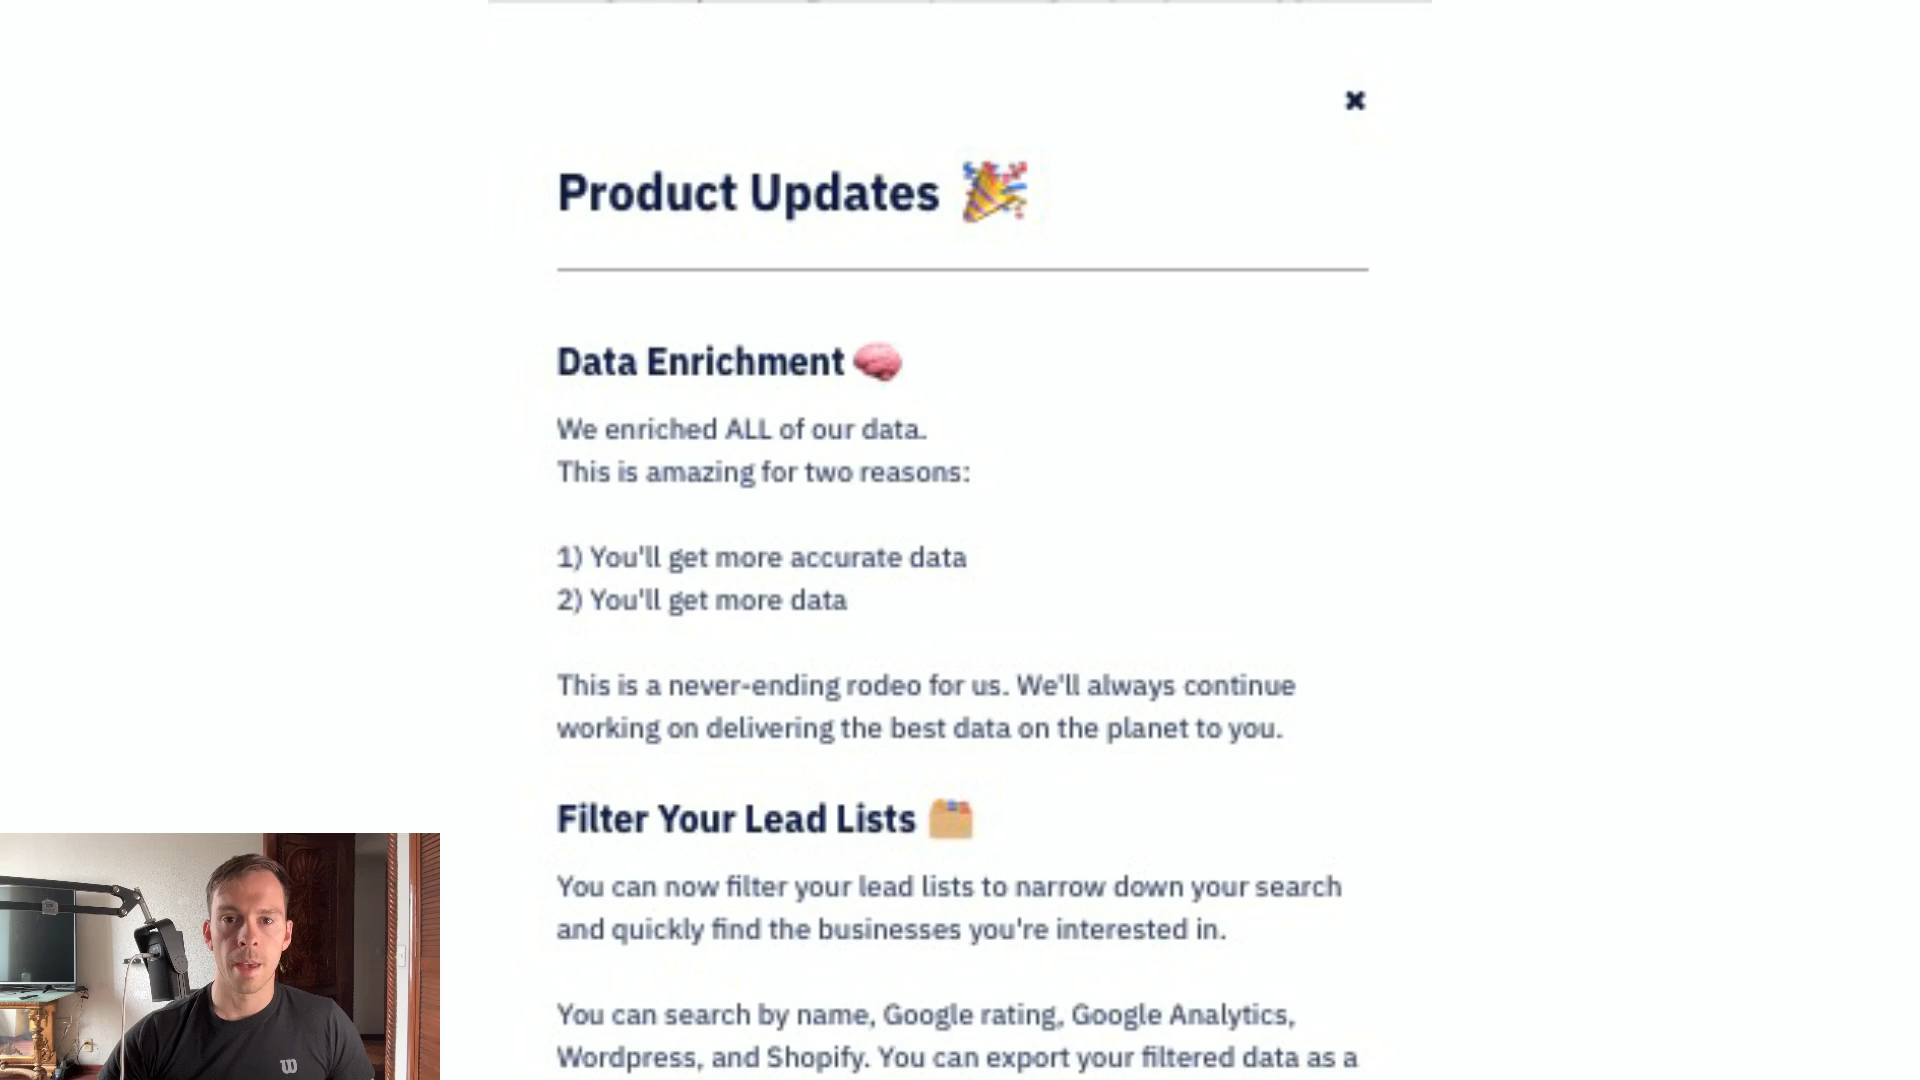 Product Updates
Data Enrichment
We enriched ALL of our data.
This is amazing for two reasons:
1) You'll get more accurate data
2) You'll get more data
This is a never-ending rodeo for us. We'll always continue
working on delivering the best data on the planet to you.
Filter Your Lead Lists
You can now filter your lead lists to narrow down your search
and quickly find the businesses you're interested in.
You can search by name, Google rating, Google Analytics,
Wordpress, and Shopify. You can export your filtered data as a